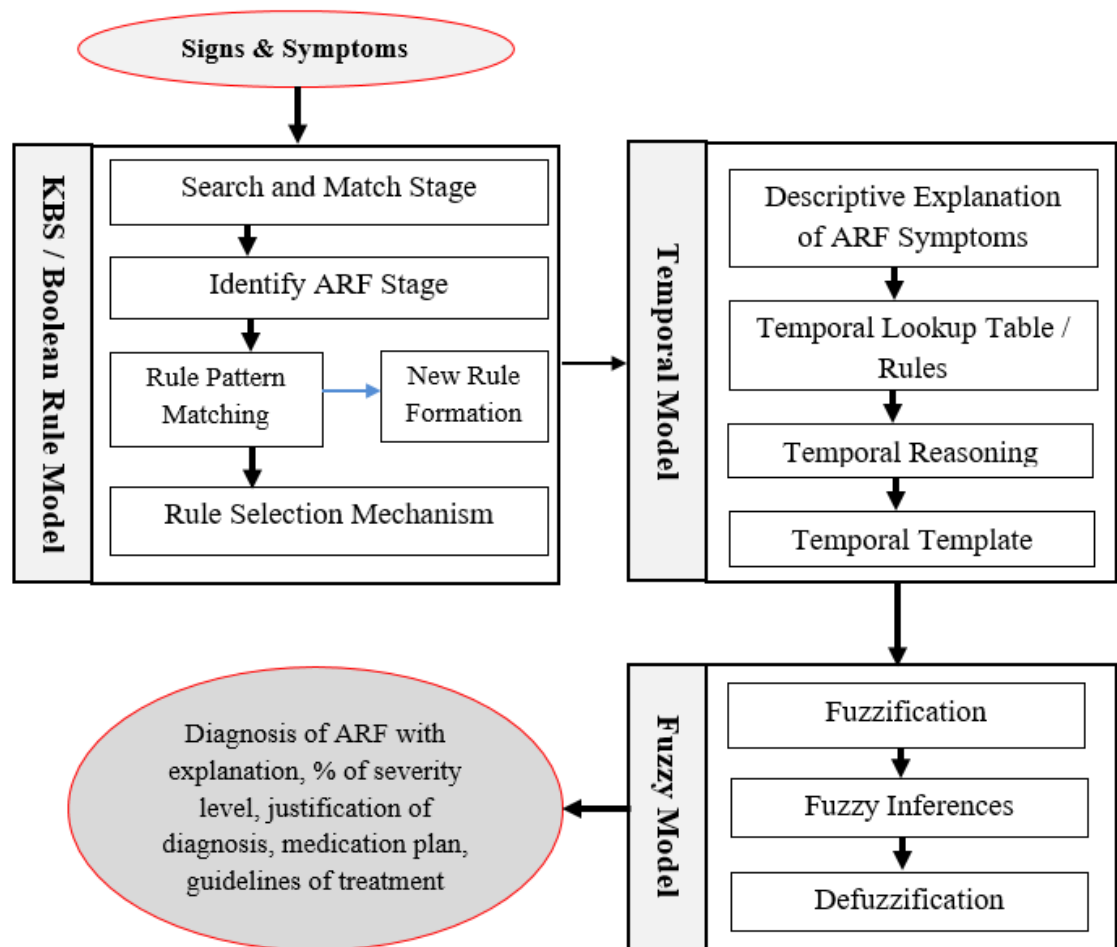 Signs & Symptoms
KBS / Boolean Rule Model
Search and Match Stage
Identify ARF Stage
Rule Pattern
Matching
New Rule
Formation
Rule Selection Mechanism
Temporal Model
Descriptive Explanation
of ARF Symptoms
Temporal Lookup Table /
Rules
Temporal Reasoning
Temporal Template
Fuzzy Model
Fuzzification
Fuzzy Inferences
Defuzzification
Diagnosis of ARF with
explanation, % of severity
level, justification of
diagnosis, medication plan,
guidelines of treatment